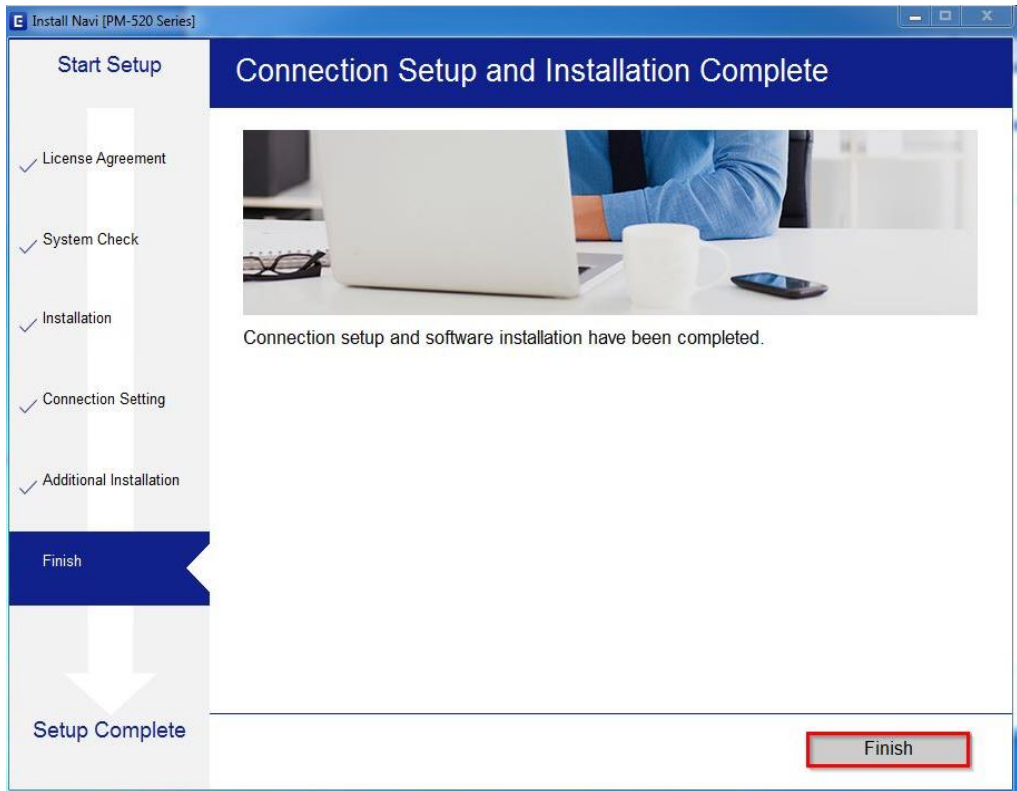 E Install Navi [PM-520 Series]
Start Setup
Connection Setup and Installation Complete
License Agreement
System Check
Installation
Connection Setting
Additional Installation
Finish
Setup Complete
Connection setup and software installation have been completed.
Finish